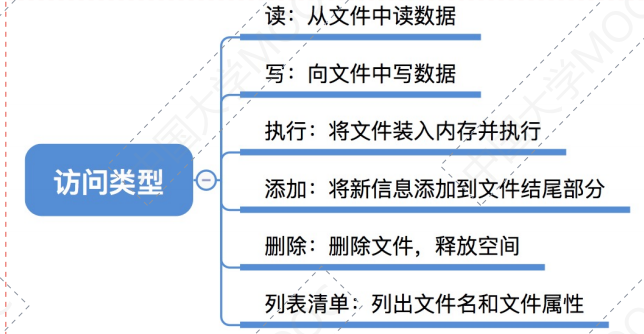 读：从文件中读数据
写：向文件中写数据
执行：将文件装入内存并执行
访问类型
添加：将新信息添加到文件结尾部分
删除：删除文件，释放空间
列表清单：列出文件名和文件属性